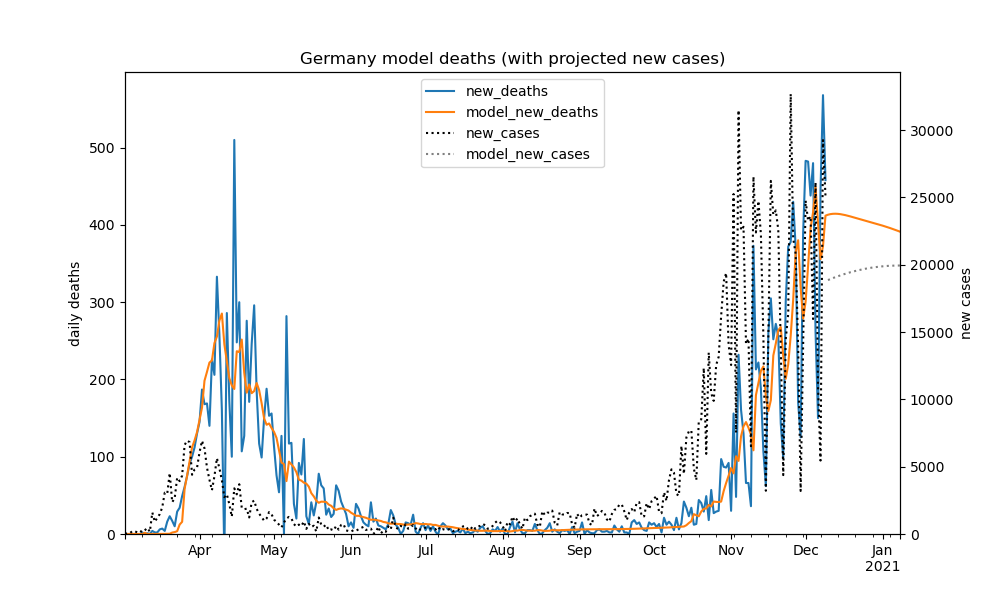 Germany model deaths (with projected new cases)
new_deaths
model_new_deaths
new_cases
model_new_cases
daily deaths
500
400
300
200
100
0
new cases
30000
25000
20000
15000
10000
5000
0
Apr May Jun Jul Aug Sep Oct Nov Dec Jan
2021